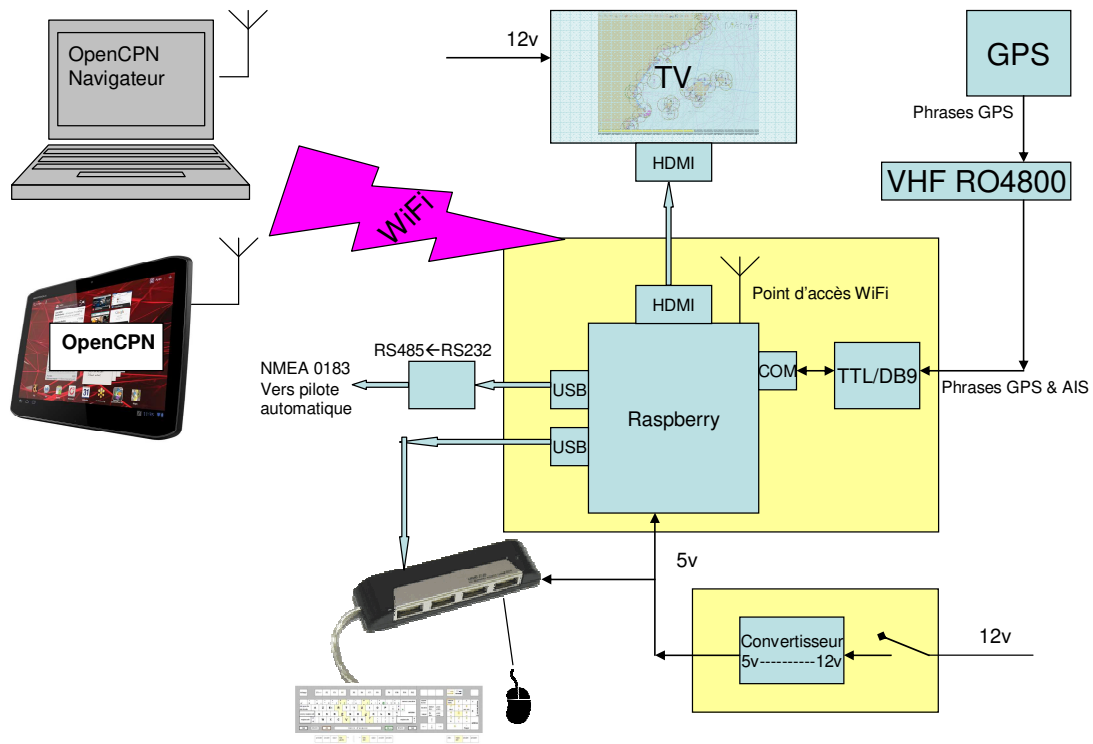 OpenCPN
Navigateur
12v
TV
GPS
Phrases GPS
HDMI
VHF RO4800
WiFi
OpenCPN
HDMI
Point d'accès WiFi
RS485←RS232
NMEA 0183
Vers pilote
automatique
USB
COM
TTL/DB9
Phrases GPS & AIS
Raspberry
USB
5v
Convertisseur
5v----------12v
12v